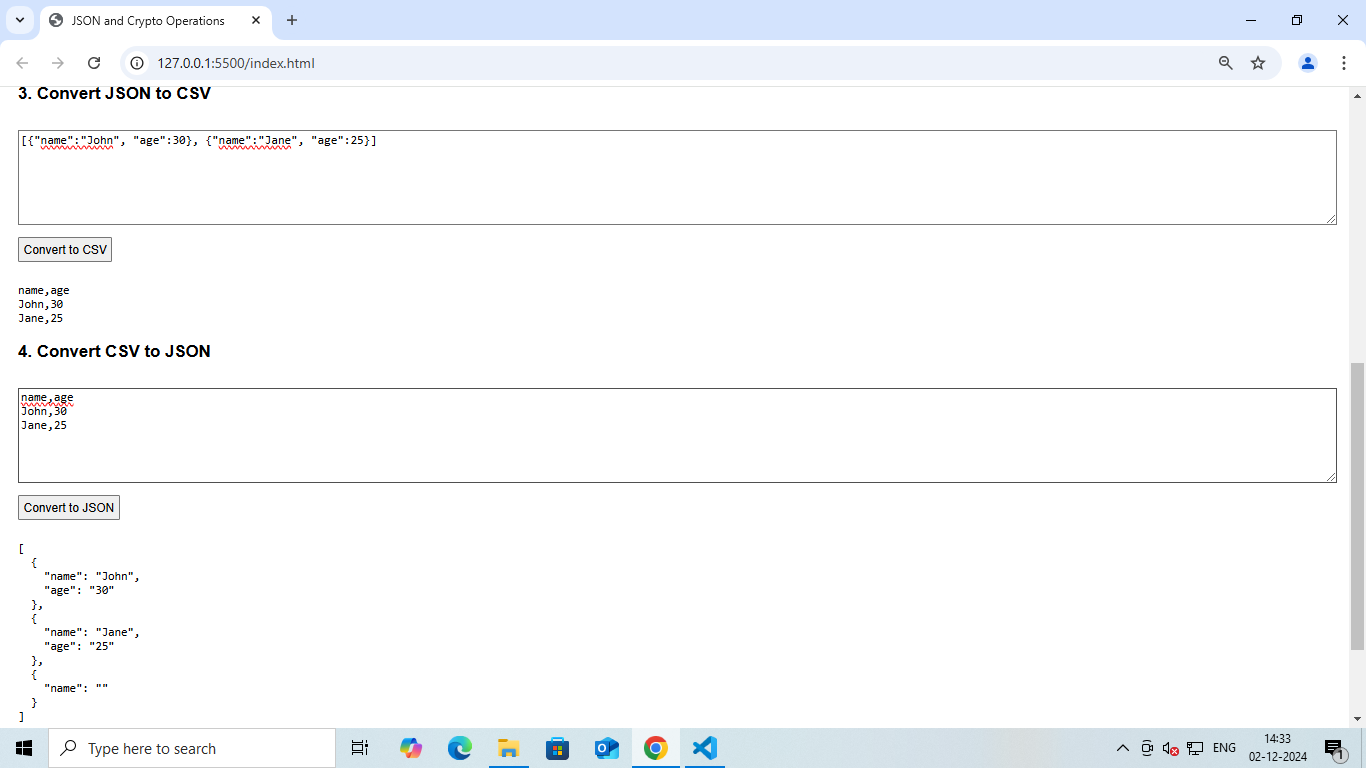 JSON and Crypto Operations
127.0.0.1:5500/index.html
3. Convert JSON to CSV
[{"name":"John", "age":30}, {"name":"Jane", "age":25}]
Convert to CSV
name,age
John,30
Jane,25
4. Convert CSV to JSON
name,age
John,30
Jane,25
Convert to JSON
[
  {
    "name": "John",
    "age": "30"
  },
  {
    "name": "Jane",
    "age": "25"
  },
  {
    "name": ""
  }
]
Type here to search
ENG
14:33
02-12-2024
1